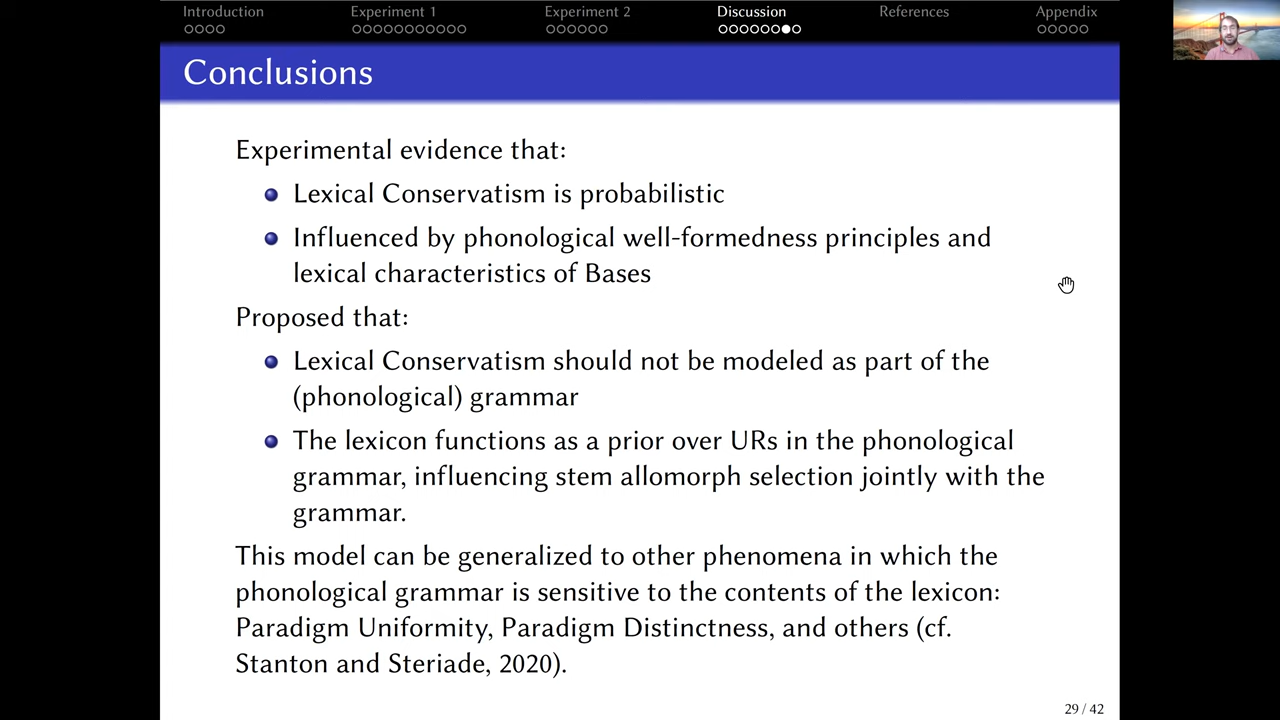 Introduction Experiment 1 Experiment 2 Discussion References Appendix
Conclusions
Experimental evidence that:
Lexical Conservatism is probabilistic
Influenced by phonological well-formedness principles and
lexical characteristics of Bases
Proposed that:
Lexical Conservatism should not be modeled as part of the
(phonological) grammar
The lexicon functions as a prior over URs in the phonological
grammar, influencing stem allomorph selection jointly with the
grammar.
This model can be generalized to other phenomena in which the
phonological grammar is sensitive to the contents of the lexicon:
Paradigm Uniformity, Paradigm Distinctness, and others (cf.
Stanton and Steriade, 2020).
29 / 42